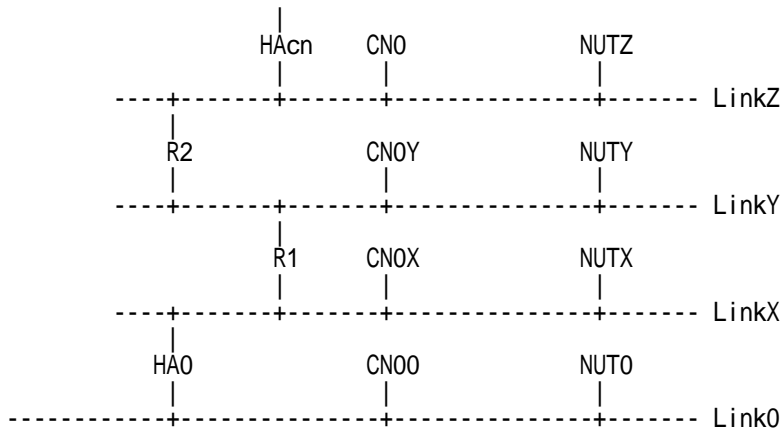 HAcn CN0 NUTZ
LinkZ
R2 CN0Y NUTY
LinkY
R1 CN0X NUTX
LinkX
HA0 CN00 NUT0
Link0